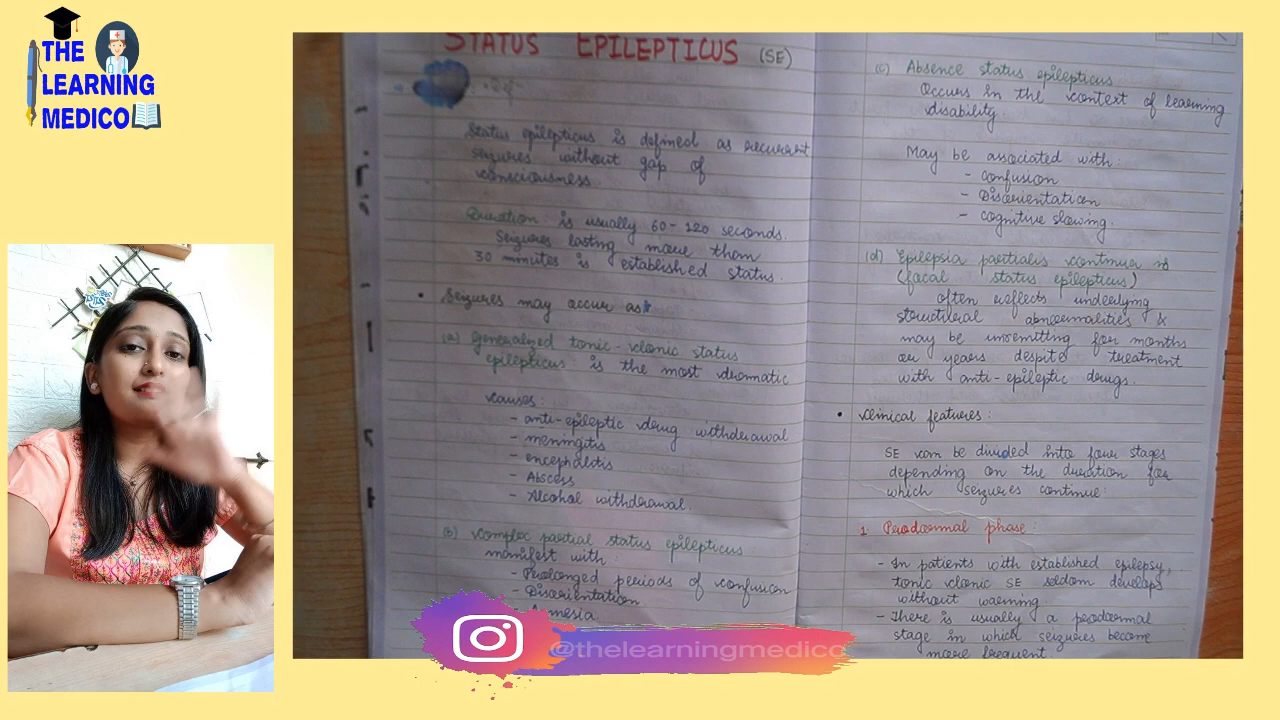 THE
LEARNING
MEDICO
STATUS EPILEPTICUS (SE)
Status epilepticus is defined as recurrent
seizures without gap of
consciousness.
Duration: is usually 60-120 seconds.
Seizures lasting more than
30 minutes is established status.
• Seizures may occur as
(a) Generalized tonic-clonic status
epilepticus is the most dramatic
Causes:
- anti-epileptic drug withdrawal
- meningitis
- encephalitis
- Abscess
- Alcohol withdrawal.
(b) Complex partial status epilepticus
manifest with:
- Prolonged periods of confusion
- Disorientation
- Amnesia.
(c) Absence status epilepticus
Occurs in the context of learning
disability.
May be associated with:
- confusion
- Disorientation
- cognitive slowing.
(d) Epilepsia partialis continua is
(focal status epilepticus)
often reflects underlying
structural abnormalities &
may be unremitting for months
or years despite treatment
with anti-epileptic drugs.
• Clinical features:
SE can be divided into four stages
depending on the duration for
which seizures continue:
1. Prodormal phase:
- In patients with established epilepsy,
tonic clonic SE seldom develops
without warning
- There is usually a prodormal
stage in which seizures become
more frequent
@thelearningmedico